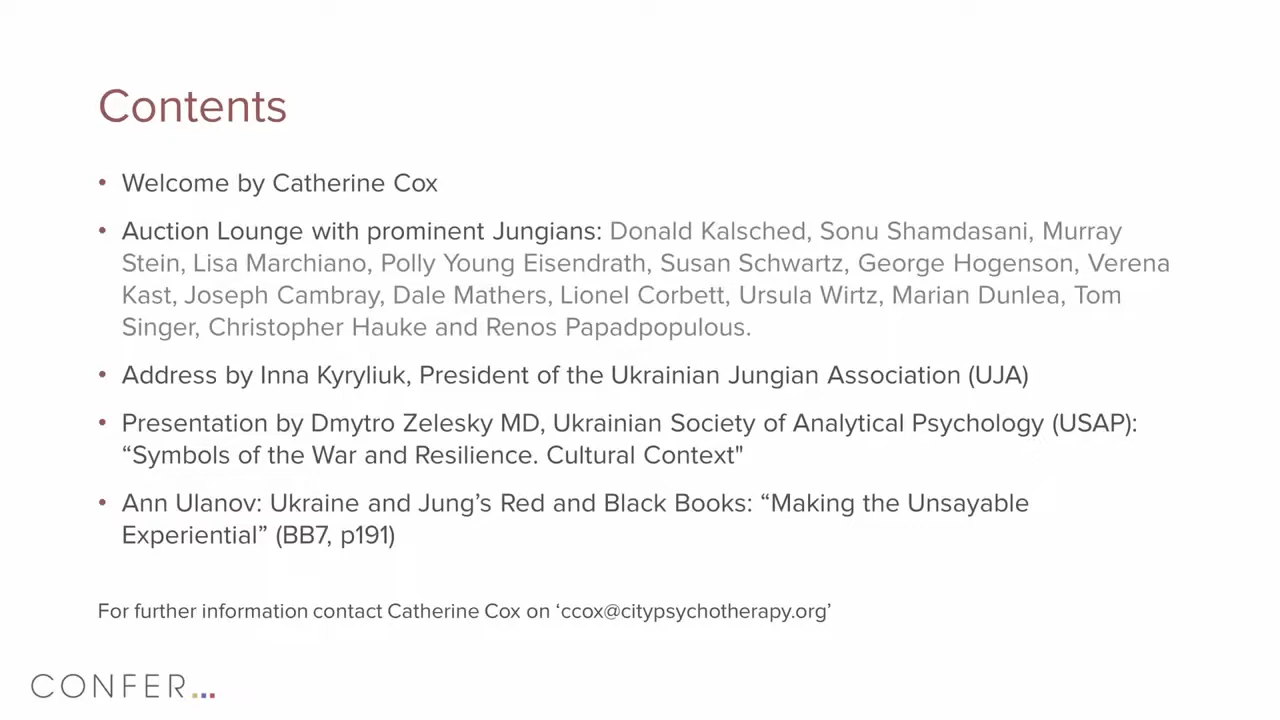 Contents
• Welcome by Catherine Cox
• Auction Lounge with prominent Jungians: Donald Kalsched, Sonu Shamdasani, Murray
Stein, Lisa Marchiano, Polly Young Eisendrath, Susan Schwartz, George Hogenson, Verena
Kast, Joseph Cambray, Dale Mathers, Lionel Corbett, Ursula Wirtz, Marian Dunlea, Tom
Singer, Christopher Hauke and Renos Papadpopulous.
• Address by Inna Kyryliuk, President of the Ukrainian Jungian Association (UJA)
• Presentation by Dmytro Zelesky MD, Ukrainian Society of Analytical Psychology (USAP):
“Symbols of the War and Resilience. Cultural Context"
• Ann Ulanov: Ukraine and Jung’s Red and Black Books: “Making the Unsayable
Experiential” (BB7, p191)
For further information contact Catherine Cox on ‘ccox@citypsychotherapy.org’
CONFER...